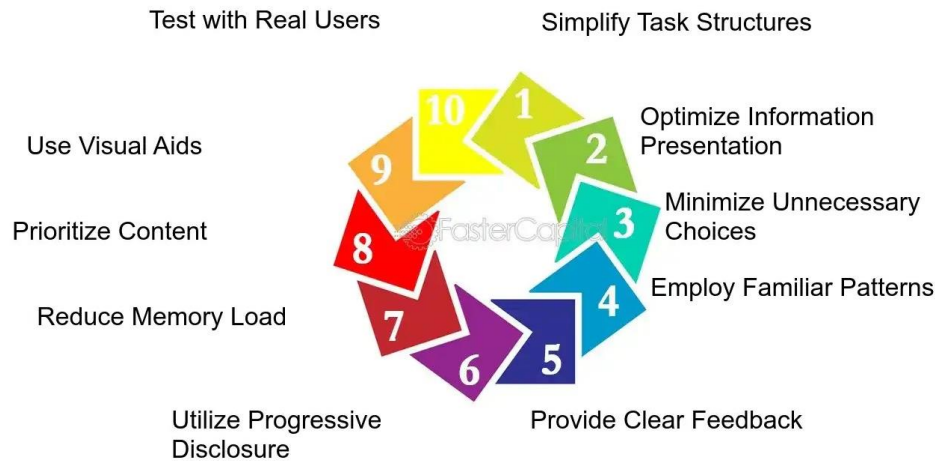 Test with Real Users
Simplify Task Structures
10
1
Optimize Information
Presentation
2
Use Visual Aids
9
Minimize Unnecessary
Choices
3
Prioritize Content
8
FasterCapital
Employ Familiar Patterns
4
Reduce Memory Load
7
6
5
Utilize Progressive
Disclosure
Provide Clear Feedback